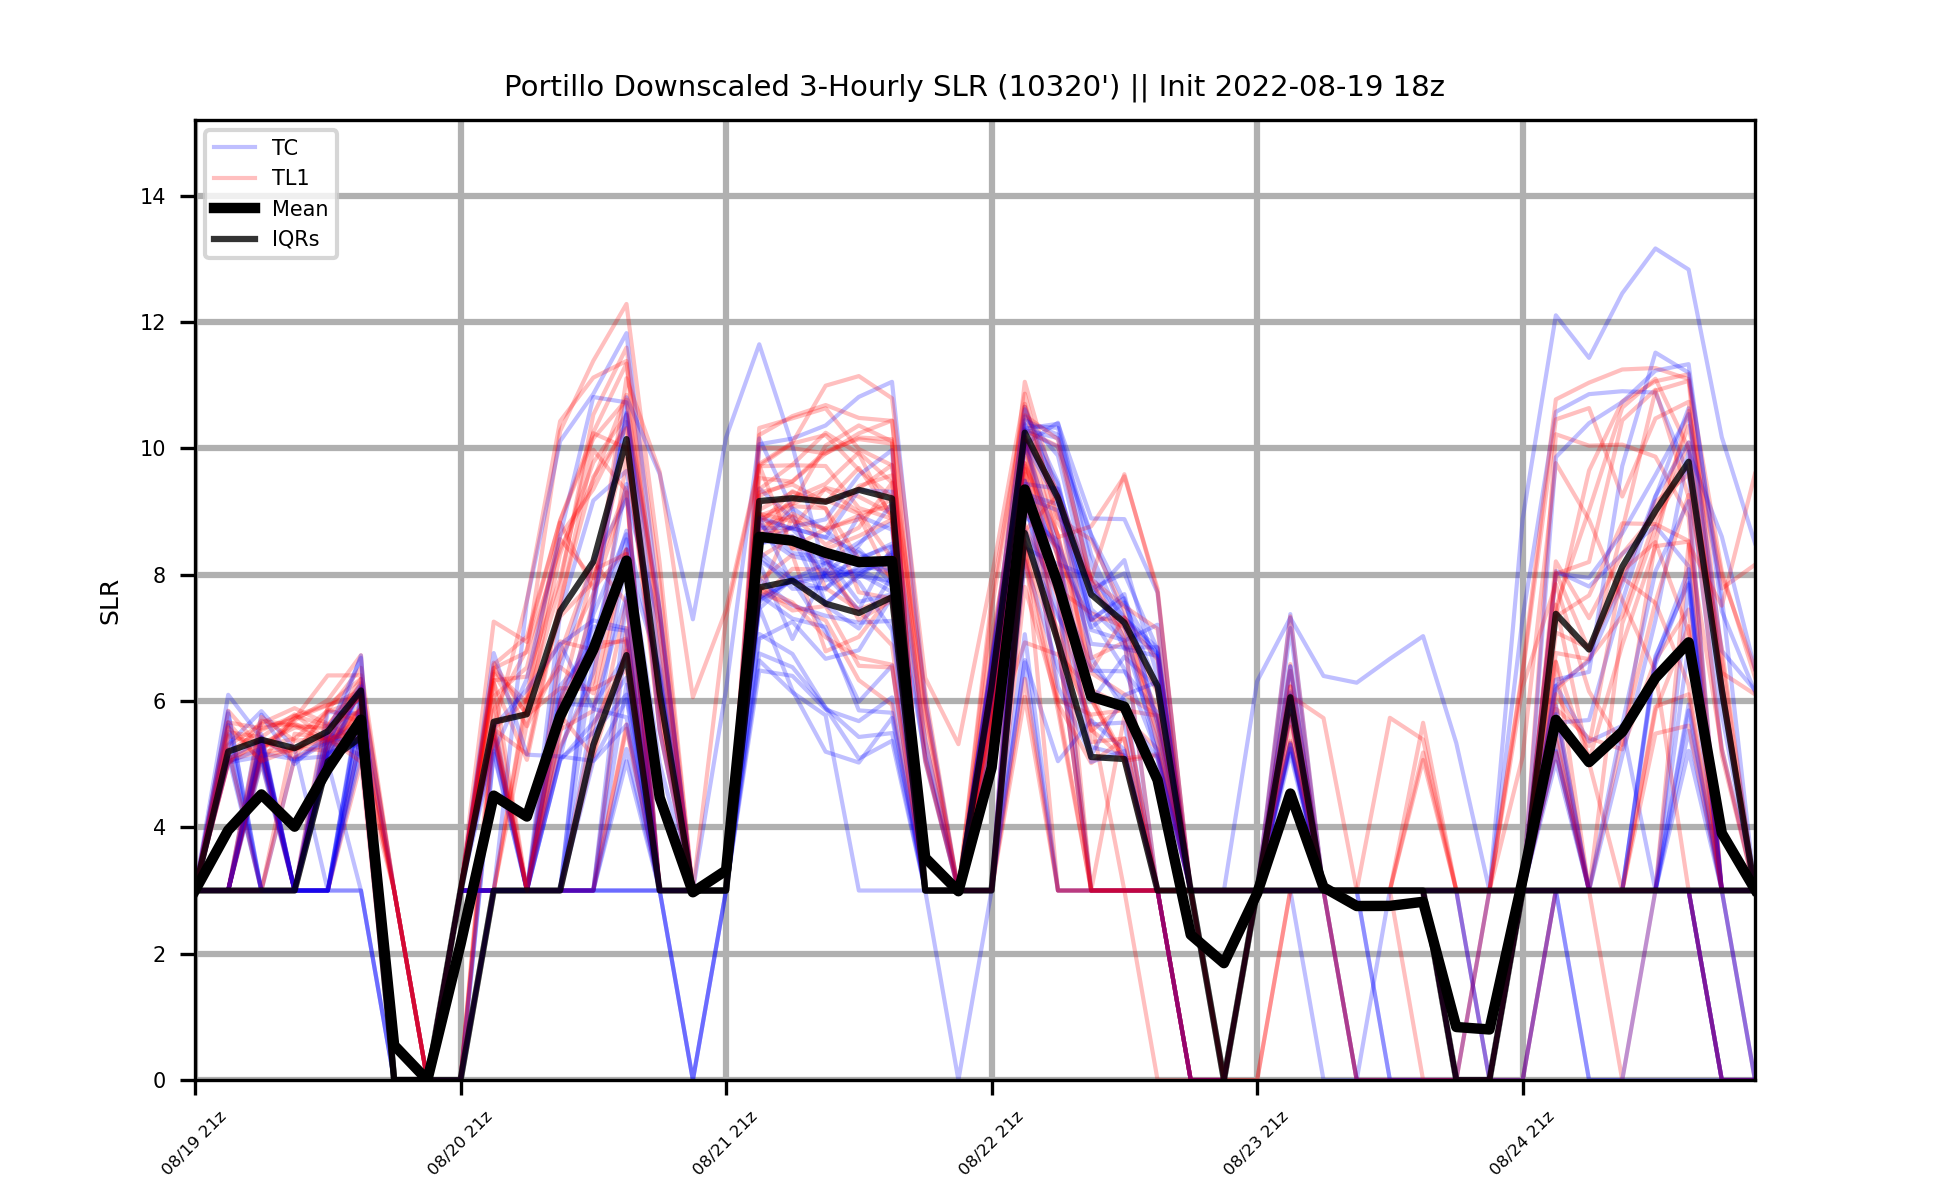 Portillo Downscaled 3-Hourly SLR (10320') || Init 2022-08-19 18z
TC
TL1
Mean
IQRs
SLR
14
12
10
8
6
4
2
0
08/19 21z
08/20 21z
08/21 21z
08/22 21z
08/23 21z
08/24 21z